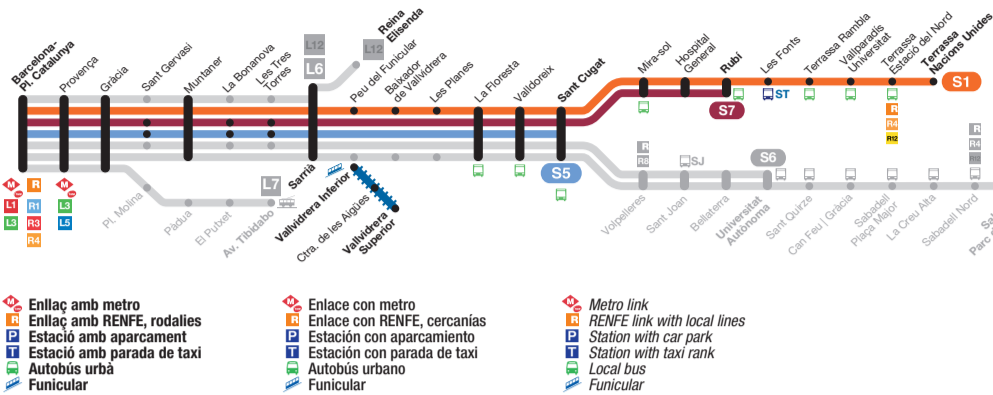 Barcelona-
Pl. Catalunya
Provença
Gràcia
Sant Gervasi
Muntaner
La Bonanova
Les Tres
Torres
L12
L6
L12
Reina
Elisenda
Sarrià
Peu del Funicular
Baixador
de Vallvidrera
Les Planes
La Floresta
Valldoreix
Sant Cugat
Mira-sol
Hospital
General
Rubí
Les Fonts
Terrassa Rambla
Vallparadís
Universitat
Terrassa
Estació del Nord
Terrassa
Nacions Unides
S1
S7
ST
R
R4
R12
S5
S6
M
L1
L3
R
R1
R3
R4
M
L3
L5
Pl. Molina
Pàdua
El Putxet
Av. Tibidabo
L7
Vallvidrera Inferior
Ctra. de les Aigües
Vallvidrera
Superior
R
R8
SJ
Volpelleres
Sant Joan
Bellaterra
Universitat
Autònoma
Sant Quirze
Can Feu | Gràcia
Sabadell
Plaça Major
La Creu Alta
Sabadell Nord
R
R4
R12
Parc
M Enllaç amb metro
R Enllaç amb RENFE, rodalies
P Estació amb aparcament
T Estació amb parada de taxi
Autobús urbà
Funicular
M Enlace con metro
R Enlace con RENFE, cercanías
P Estación con aparcamiento
T Estación con parada de taxi
Autobús urbano
Funicular
M Metro link
R RENFE link with local lines
P Station with car park
T Station with taxi rank
Local bus
Funicular